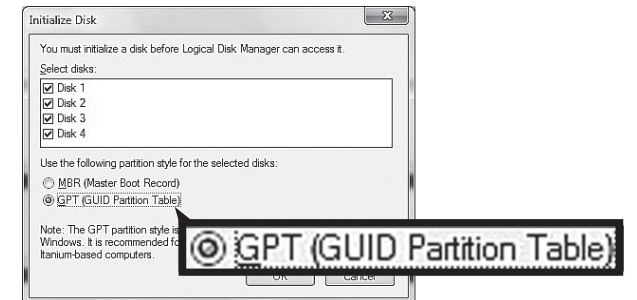 Initialize Disk
You must initialize a disk before Logical Disk Manager can access it.
Select disks:
Disk 1
Disk 2
Disk 3
Disk 4
Use the following partition style for the selected disks:
MBR (Master Boot Record)
GPT (GUID Partition Table)
Note: The GPT partition style is
Windows. It is recommended fo
Itanium-based computers.
GPT (GUID Partition Table)
OK Cancel